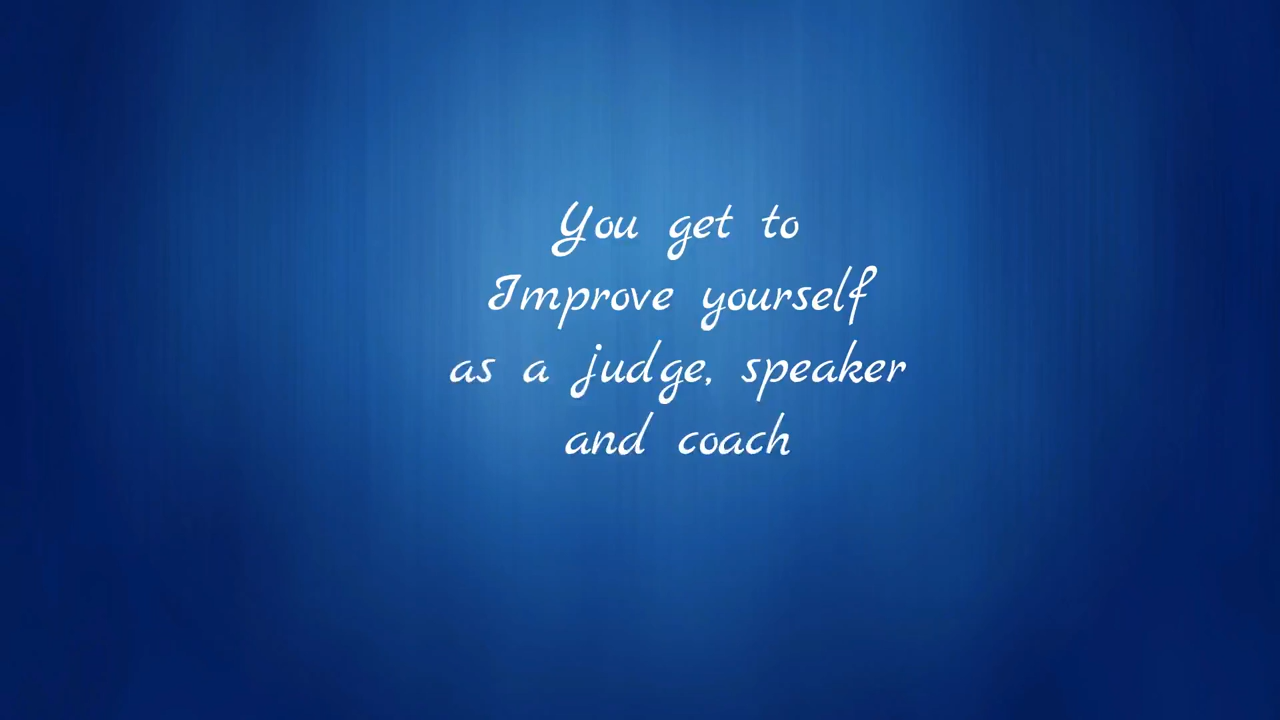 You get to
Improve yourself
as a judge, speaker
and coach